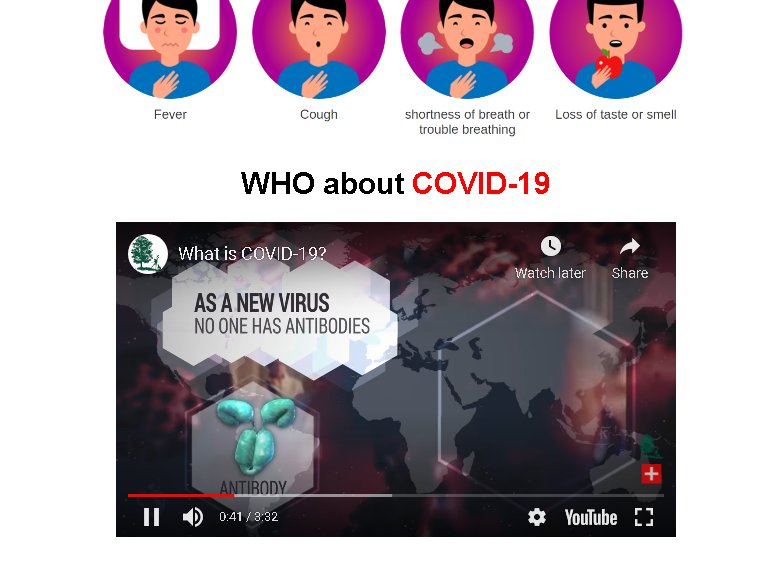 Fever
Cough
shortness of breath or
trouble breathing
Loss of taste or smell
WHO about COVID-19
What is COVID-19?
Watch later
Share
AS A NEW VIRUS
NO ONE HAS ANTIBODIES
ANTIBODY
0:41 / 3:32
YouTube